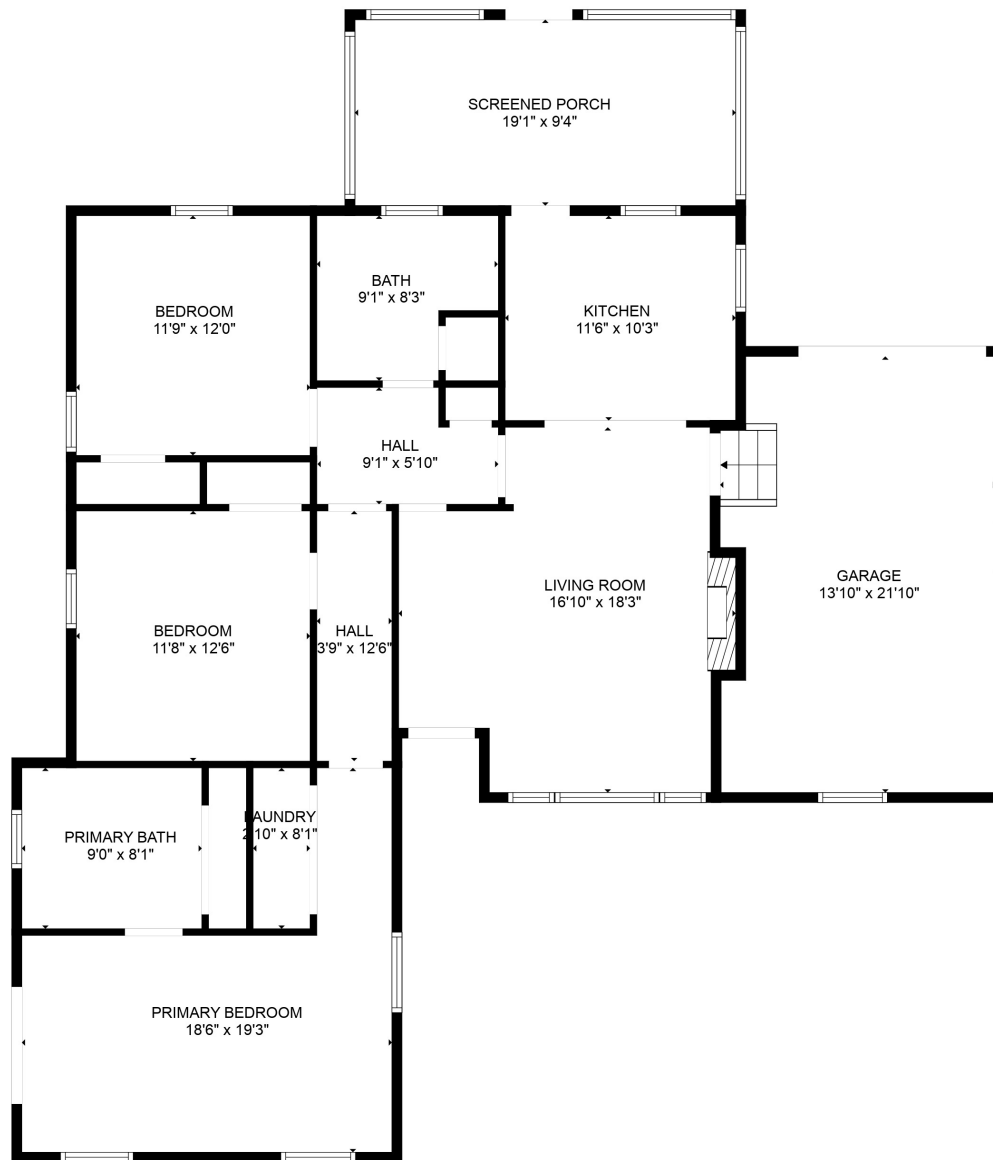 SCREENED PORCH
19'1" x 9'4"
BEDROOM
11'9" x 12'0"
BATH
9'1" x 8'3"
KITCHEN
11'6" x 10'3"
HALL
9'1" x 5'10"
BEDROOM
11'8" x 12'6"
HALL
3'9" x 12'6"
LIVING ROOM
16'10" x 18'3"
GARAGE
13'10" x 21'10"
PRIMARY BATH
9'0" x 8'1"
LAUNDRY
2'10" x 8'1"
PRIMARY BEDROOM
18'6" x 19'3"